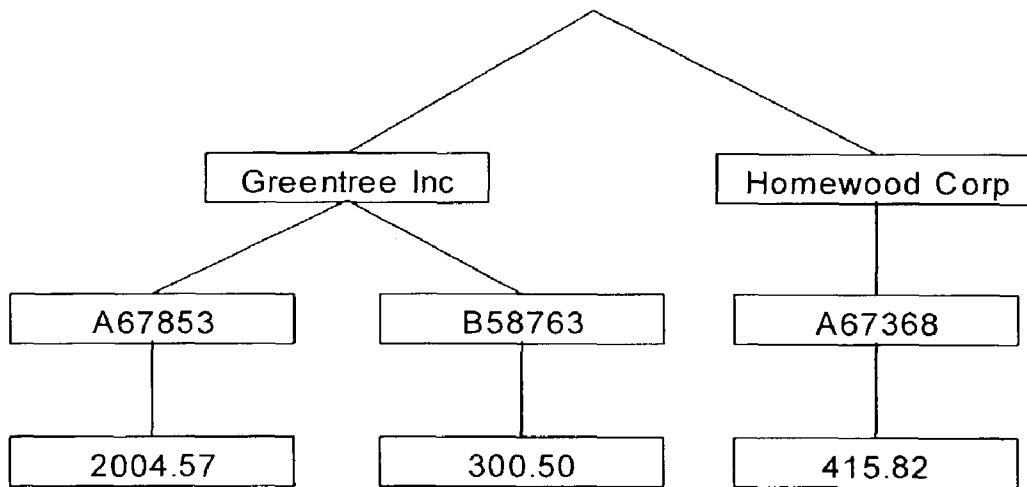 Greentree Inc
Homewood Corp
A67853
B58763
A67368
2004.57
300.50
415.82